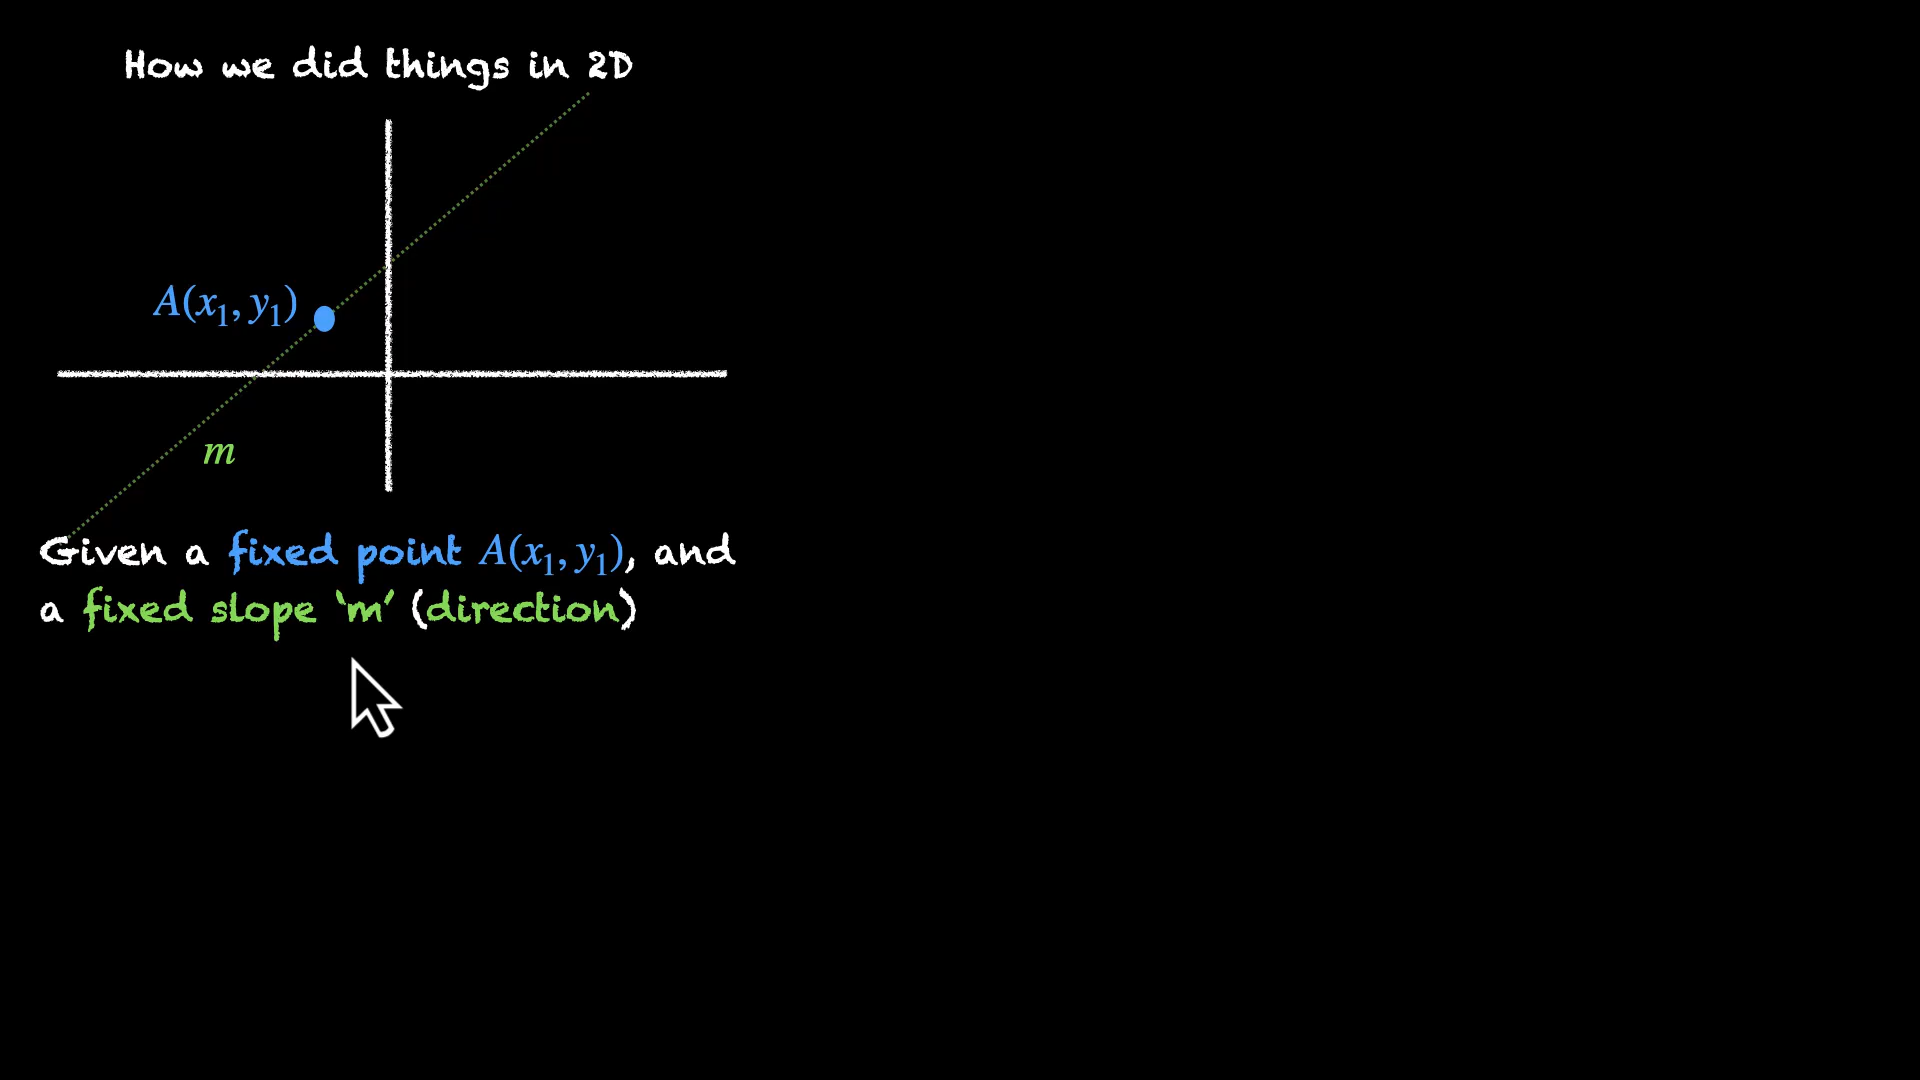 How we did things in 2D
A(x₁, y₁)
m
Given a fixed point A(x₁, y₁), and
a fixed slope ‘m’ (direction)